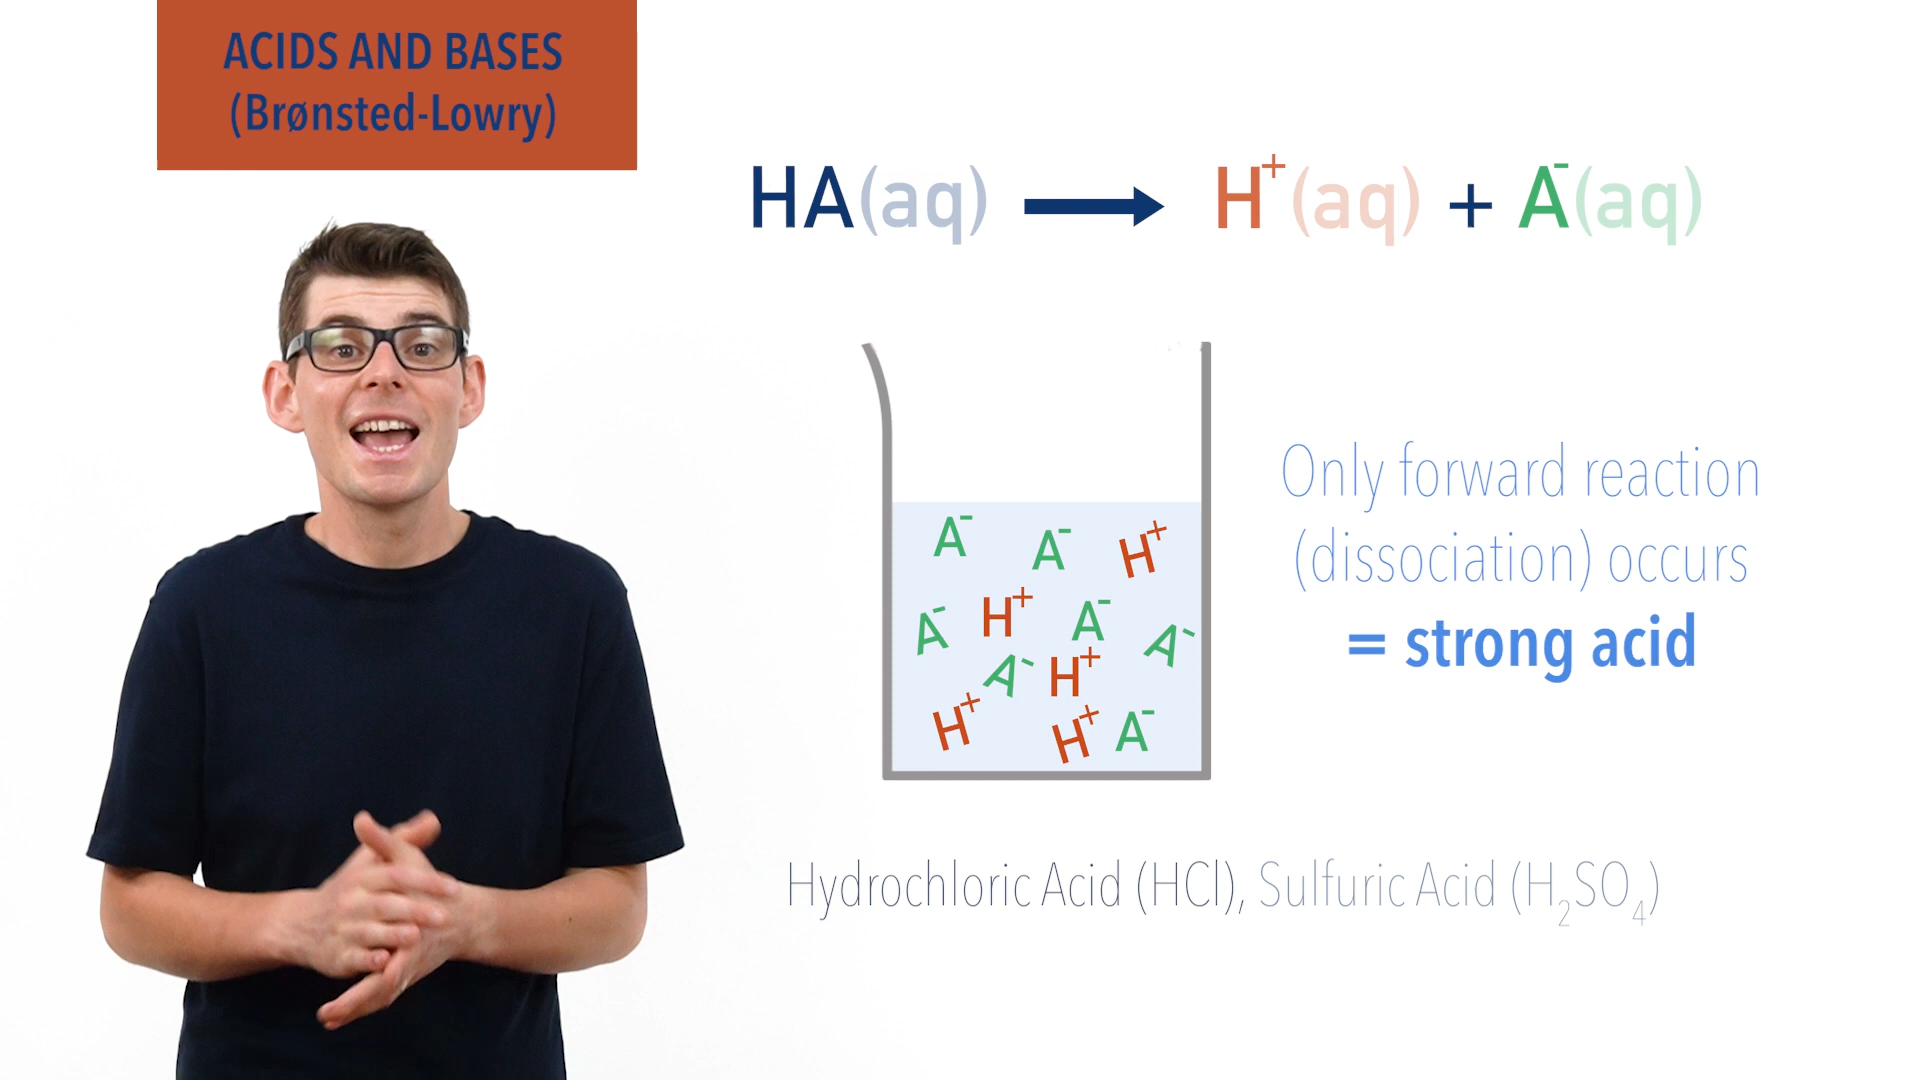 ACIDS AND BASES
(Brønsted-Lowry)
HA(aq) → H⁺(aq) + A⁻(aq)
A⁻ A⁻ H⁺
A⁻ H⁺ A⁻ A⁻
A⁻ H⁺
H⁺ H⁺ A⁻
Only forward reaction
(dissociation) occurs
= strong acid
Hydrochloric Acid (HCl), Sulfuric Acid (H₂SO₄)